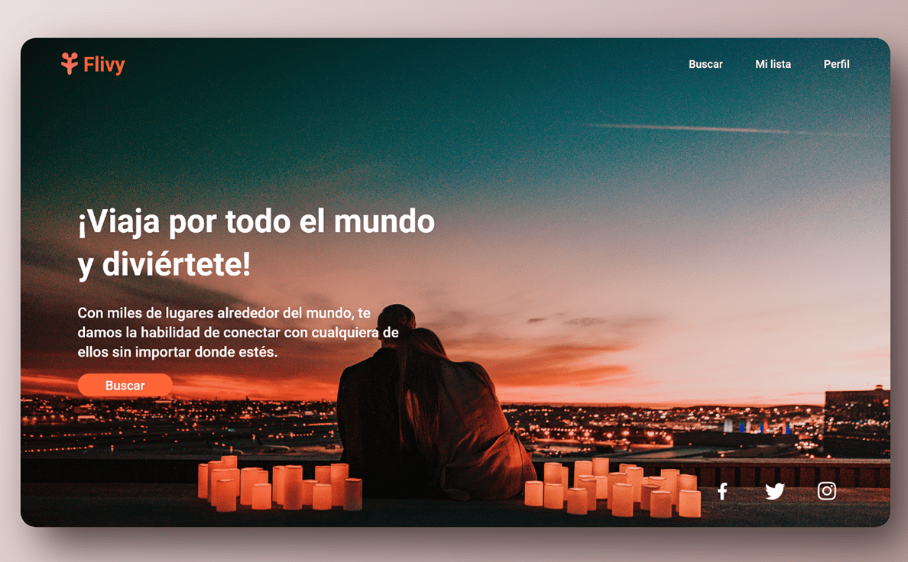 Flivy
Buscar
Mi lista
Perfil
¡Viaja por todo el mundo
y diviértete!
Con miles de lugares alrededor del mundo, te
damos la habilidad de conectar con cualquiera de
ellos sin importar donde estés.
Buscar